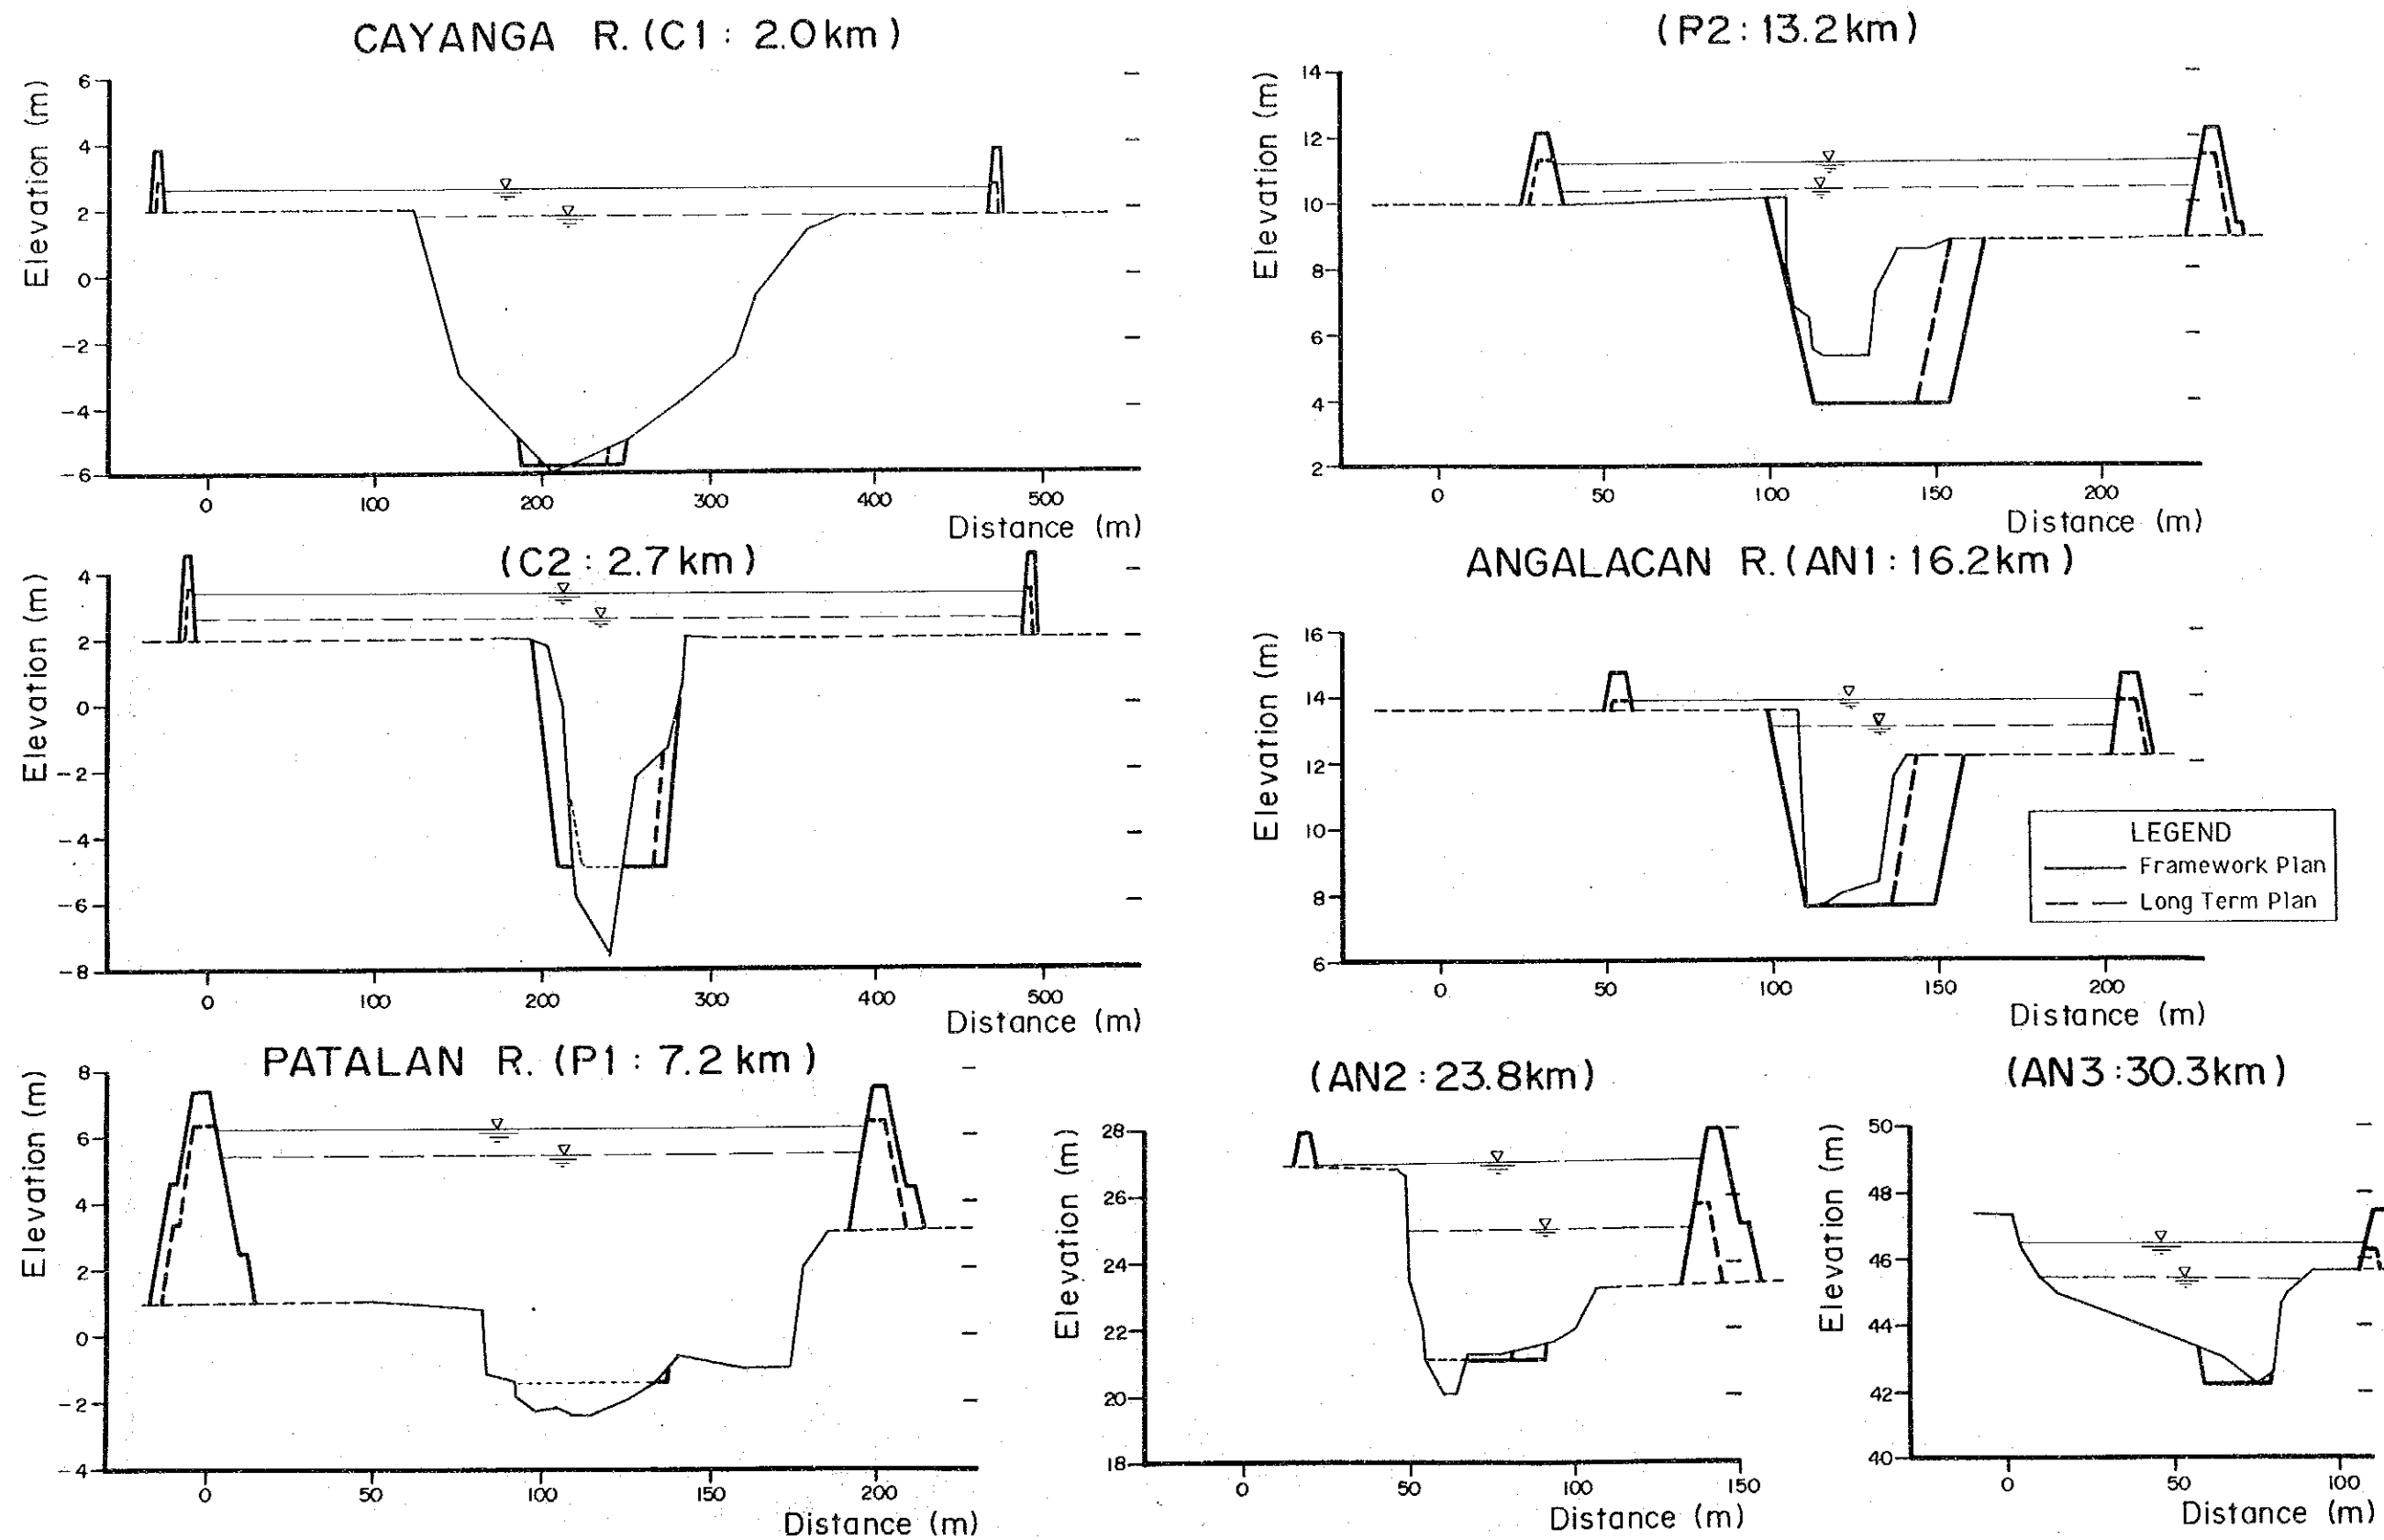 CAYANGA R. (C1 : 2.0km)
Elevation (m)
6
4
2
0
-2
-4
-6
0 100 200 300 400 500
Distance (m)
(C2 : 2.7km)
Elevation (m)
4
2
0
-2
-4
-6
-8
0 100 200 300 400 500
Distance (m)
PATALAN R. (P1 : 7.2km)
Elevation (m)
8
6
4
2
0
-2
-4
0 50 100 150 200
Distance (m)
(P2 : 13.2km)
Elevation (m)
14
12
10
8
6
4
2
0 50 100 150 200
Distance (m)
ANGALACAN R. (AN1 : 16.2km)
Elevation (m)
16
14
12
10
8
6
0 50 100 150 200
Distance (m)
LEGEND
Framework Plan
Long Term Plan
(AN2 : 23.8km)
Elevation (m)
28
26
24
22
20
18
0 50 100 150
Distance (m)
(AN3 : 30.3km)
Elevation (m)
50
48
46
44
42
40
0 50 100
Distance (m)